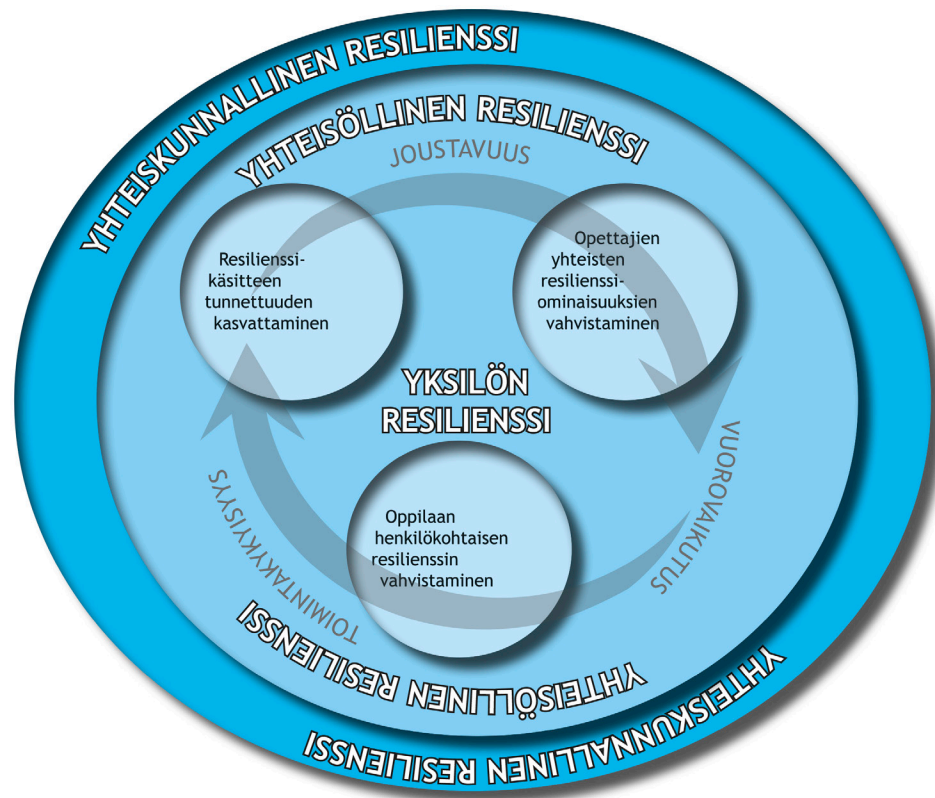 YHTEISKUNNALLINEN RESILIENSSI
YHTEISÖLLINEN RESILIENSSI
JOUSTAVUUS
Resilienssi-
käsitteen
tunnettuuden
kasvattaminen
Opettajien
yhteisten
resilienssi-
ominaisuuksien
vahvistaminen
YKSILÖN
RESILIENSSI
VUOROVAIKUTUS
TOIMINTAKYKYISYYS
Oppilaan
henkilökohtaisen
resilienssin
vahvistaminen
YHTEISÖLLINEN RESILIENSSI
YHTEISKUNNALLINEN RESILIENSSI